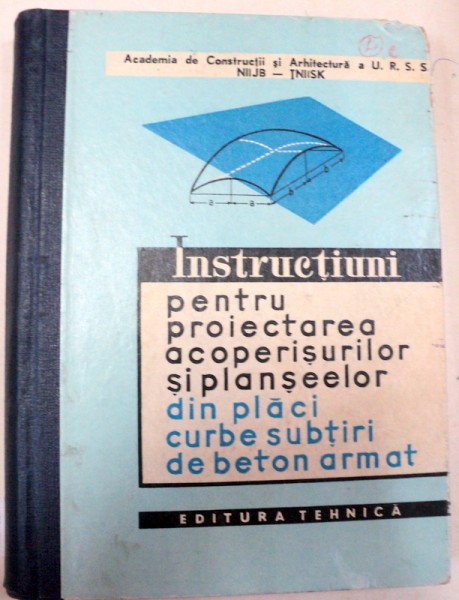 Academia de Construcții și Arhitectură a U. R. S. S
NIIJB — ȚNIISK
a a b b
Instrucțiuni
pentru
proiectarea
acoperișurilor
și planșeelor
din plăci
curbe subțiri
de beton armat
EDITURA TEHNICĂ